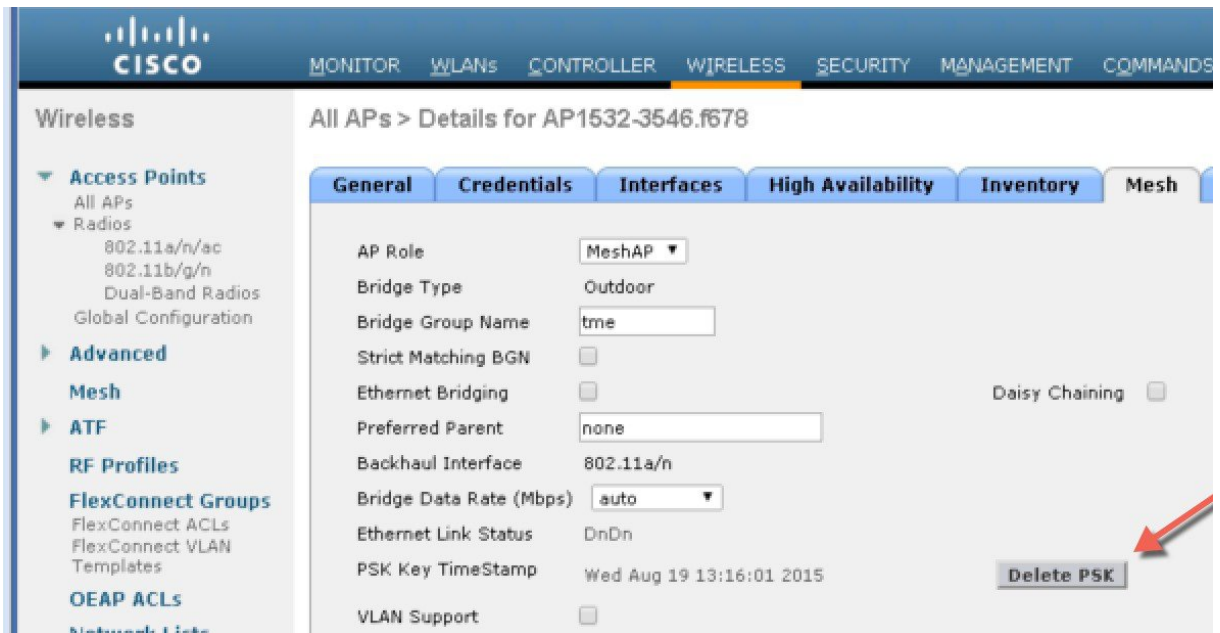 CISCO
MONITOR WLANs CONTROLLER WIRELESS SECURITY MANAGEMENT COMMANDS
Wireless
Access Points
All APs
Radios
802.11a/n/ac
802.11b/g/n
Dual-Band Radios
Global Configuration
Advanced
Mesh
ATF
RF Profiles
FlexConnect Groups
FlexConnect ACLs
FlexConnect VLAN
Templates
OEAP ACLs
Network Lists
All APs > Details for AP1532-3546.f678
General Credentials Interfaces High Availability Inventory Mesh
AP Role MeshAP
Bridge Type Outdoor
Bridge Group Name tme
Strict Matching BGN
Ethernet Bridging Daisy Chaining
Preferred Parent none
Backhaul Interface 802.11a/n
Bridge Data Rate (Mbps) auto
Ethernet Link Status DnDn
PSK Key TimeStamp Wed Aug 19 13:16:01 2015 Delete PSK
VLAN Support